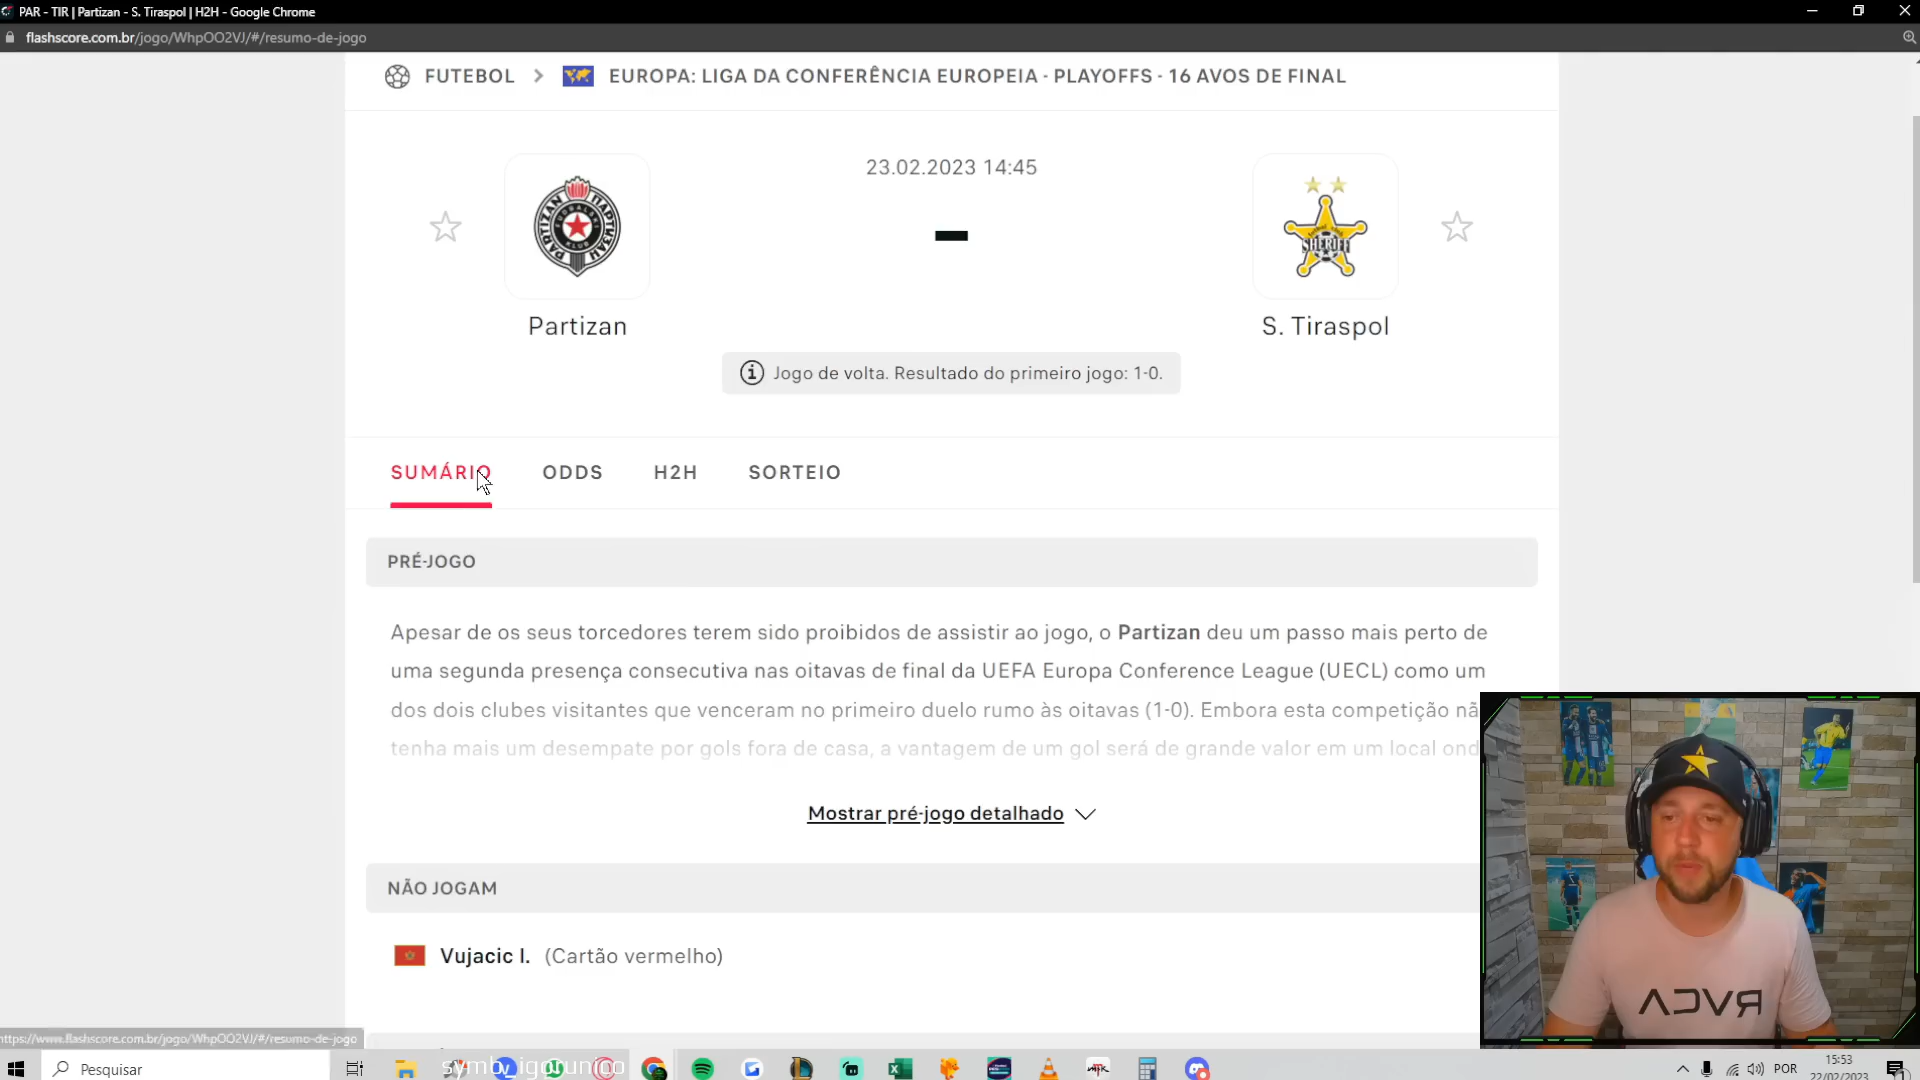 PAR - TIR | Partizan - S. Tiraspol | H2H - Google Chrome
flashscore.com.br/jogo/WhpOO2VJ/#/resumo-de-jogo
FUTEBOL > EUROPA: LIGA DA CONFERÊNCIA EUROPEIA - PLAYOFFS - 16 AVOS DE FINAL
23.02.2023 14:45
-
ПАРТИЗАН
SHERIFF
Partizan
S. Tiraspol
Jogo de volta. Resultado do primeiro jogo: 1-0.
SUMÁRIO ODDS H2H SORTEIO
PRÉ-JOGO
Apesar de os seus torcedores terem sido proibidos de assistir ao jogo, o Partizan deu um passo mais perto de
uma segunda presença consecutiva nas oitavas de final da UEFA Europa Conference League (UECL) como um
dos dois clubes visitantes que venceram no primeiro duelo rumo às oitavas (1-0). Embora esta competição nã
tenha mais um desempate por gols fora de casa, a vantagem de um gol será de grande valor em um local ond
Mostrar pré-jogo detalhado
NÃO JOGAM
Vujacic I. (Cartão vermelho)
RVCA
https://www.flashscore.com.br/jogo/WhpOO2VJ/#/resumo-de-jogo
Pesquisar
symb_igorunico
POR
15:53
22/02/2023